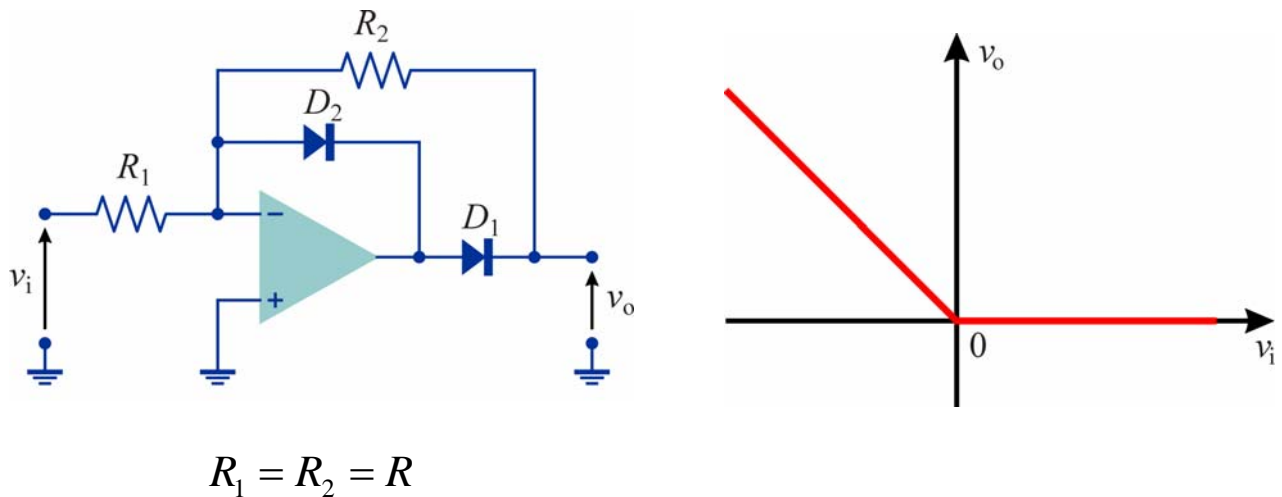 R₂
D₂
R₁
D₁
−
+
vᵢ
vₒ
vₒ
0
vᵢ
R₁ = R₂ = R